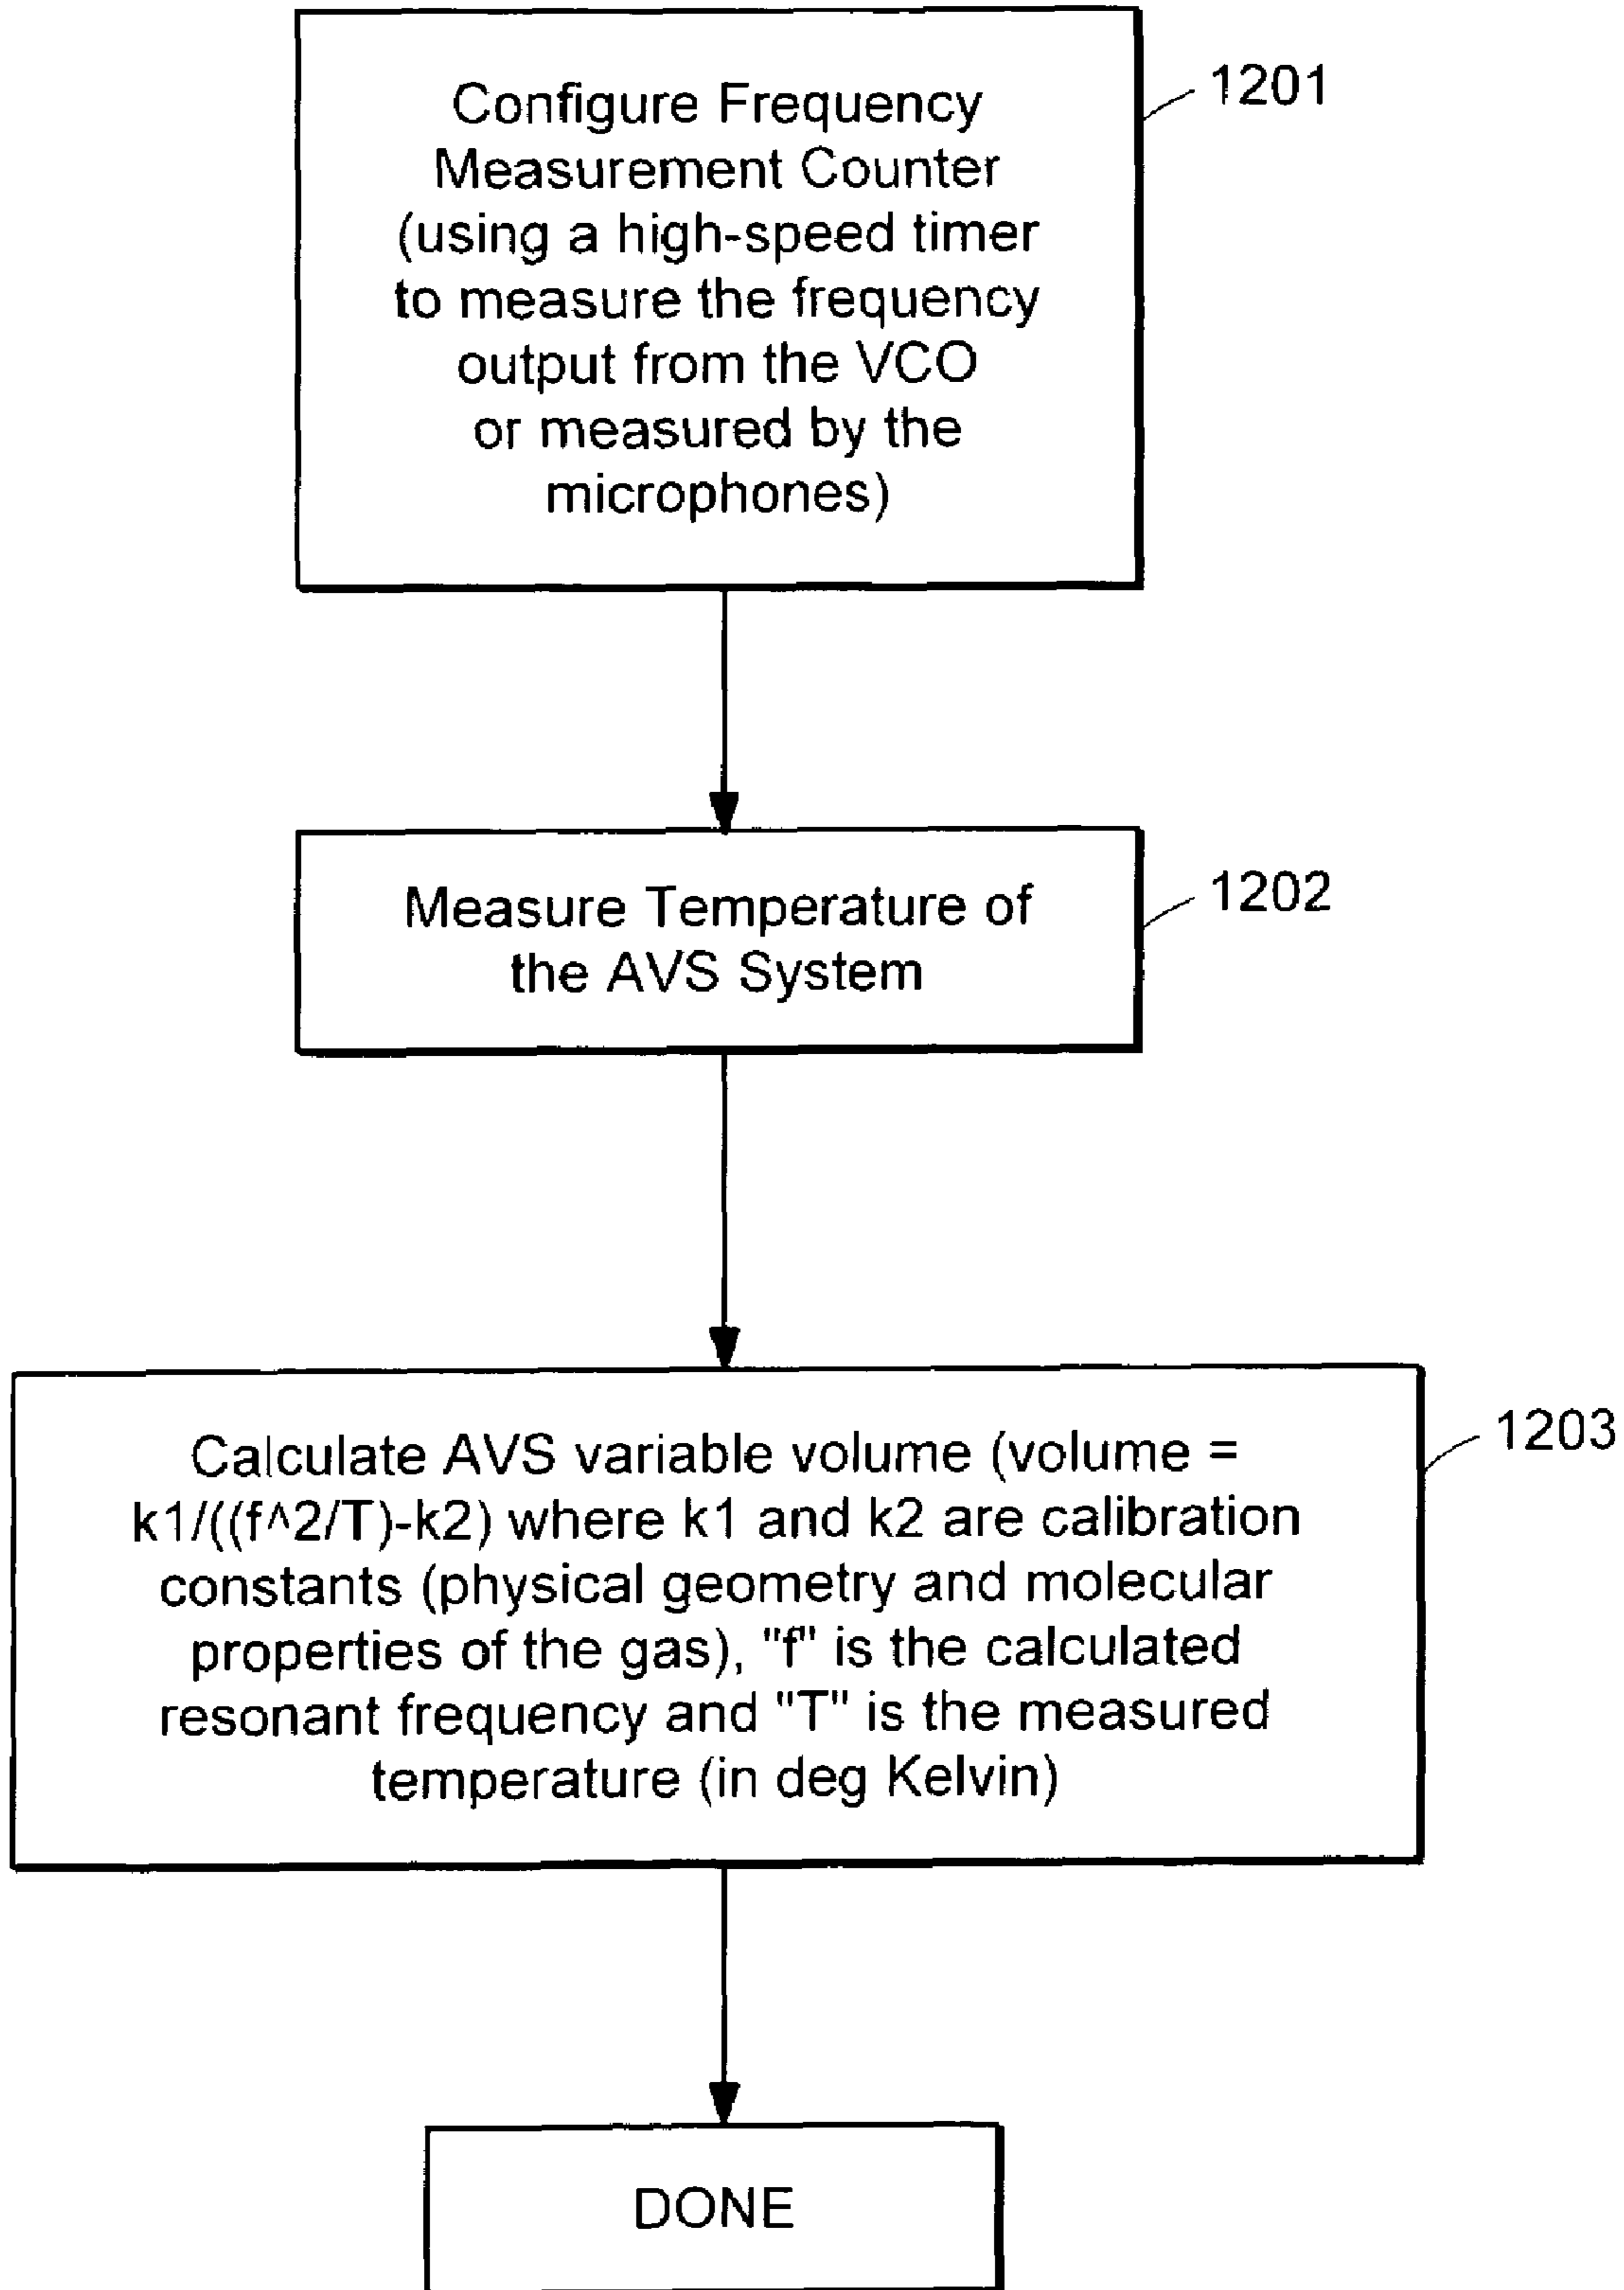 Configure Frequency
Measurement Counter
(using a high-speed timer
to measure the frequency
output from the VCO
or measured by the
microphones)
1201
Measure Temperature of
the AVS System
1202
Calculate AVS variable volume (volume =
k1/((f^2/T)-k2) where k1 and k2 are calibration
constants (physical geometry and molecular
properties of the gas), "f" is the calculated
resonant frequency and "T" is the measured
temperature (in deg Kelvin)
1203
DONE